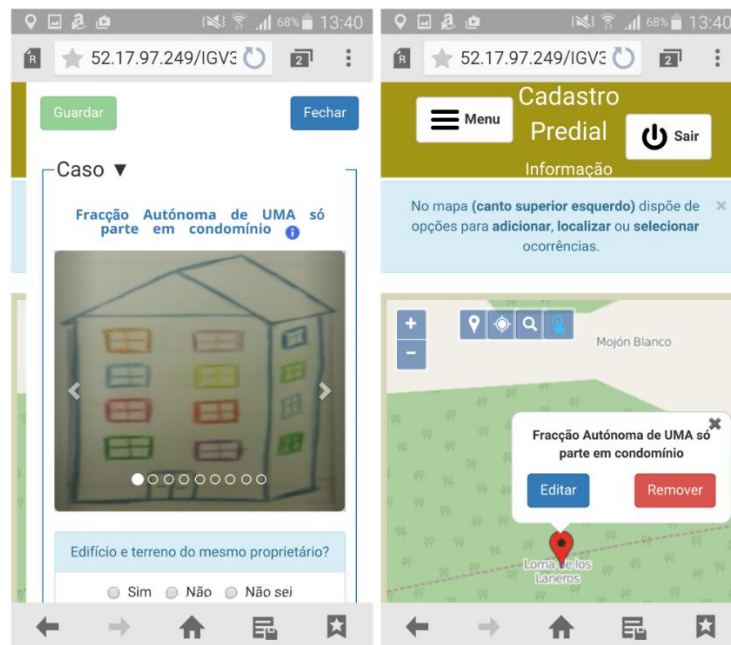 68% 13:40
52.17.97.249/IGV3
2
Guardar
Fechar
Caso ▼
Fracção Autónoma de UMA só
parte em condomínio
Edifício e terreno do mesmo proprietário?
Sim Não Não sei
68% 13:40
52.17.97.249/IGV3
2
Menu
Cadastro
Predial
Sair
Informação
No mapa (canto superior esquerdo) dispõe de
opções para adicionar, localizar ou selecionar
ocorrências.
×
+
−
Mojón Blanco
Fracção Autónoma de UMA só
parte em condomínio
Editar
Remover
Loma de los
Laneros